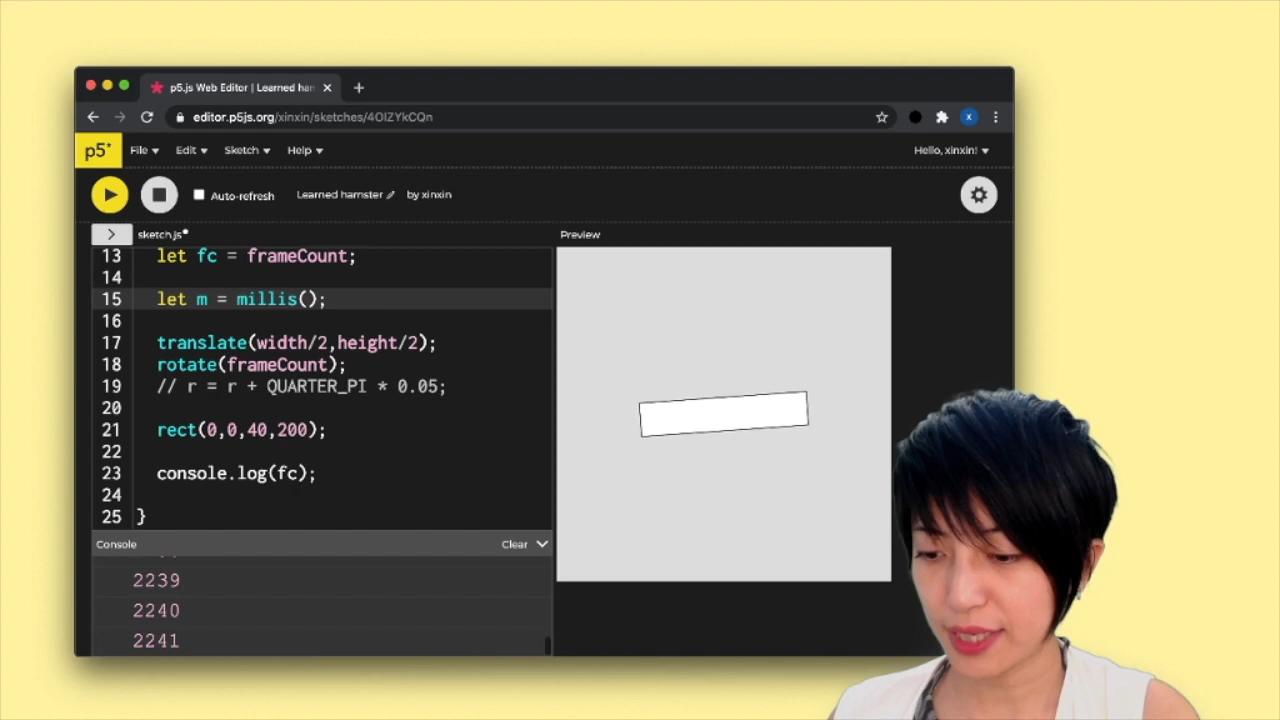 p5.js Web Editor | Learned ham
editor.p5js.org/xinxin/sketches/4OlZYkCQn
X
p5* File Edit Sketch Help Hello, xinxin!
Auto-refresh Learned hamster by xinxin
> sketch.js Preview
13 let fc = frameCount;
14
15 let m = millis();
16
17 translate(width/2,height/2);
18 rotate(frameCount);
19 // r = r + QUARTER_PI * 0.05;
20
21 rect(0,0,40,200);
22
23 console.log(fc);
24
25 }
Console Clear
2239
2240
2241